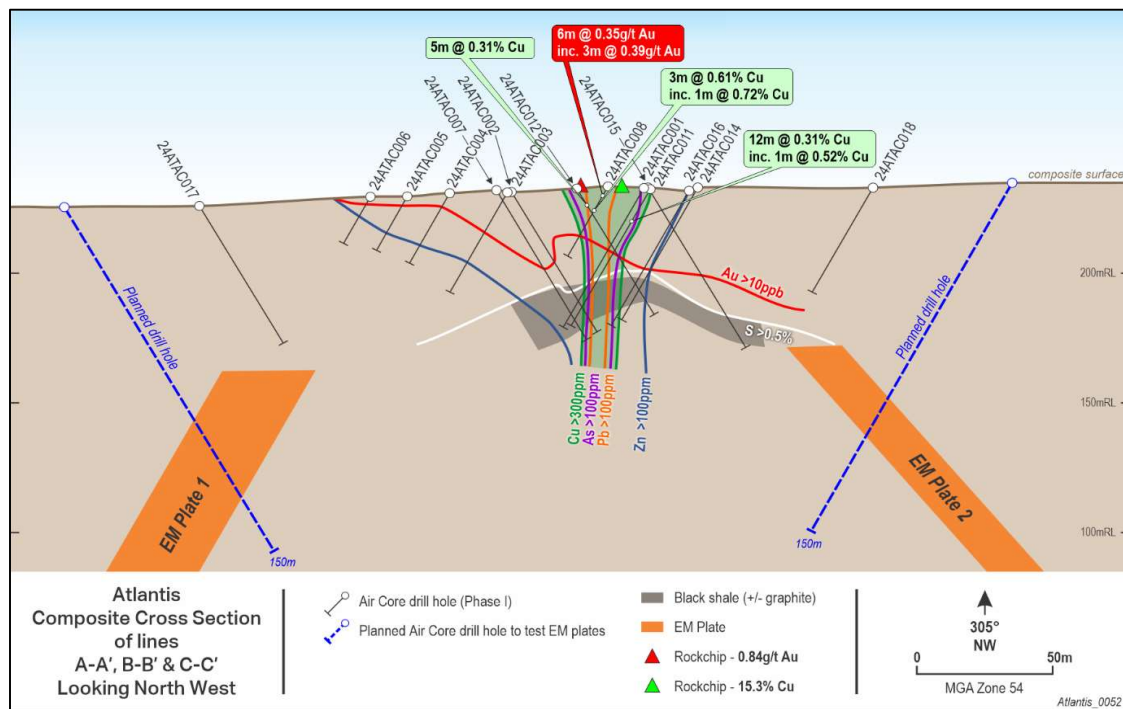 5m @ 0.31% Cu
6m @ 0.35g/t Au
inc. 3m @ 0.39g/t Au
3m @ 0.61% Cu
inc. 1m @ 0.72% Cu
12m @ 0.31% Cu
inc. 1m @ 0.52% Cu
24ATAC017
24ATAC006
24ATAC005
24ATAC004
24ATAC007
24ATAC002
24ATAC003
24ATAC012
24ATAC015
24ATAC008
24ATAC001
24ATAC011
24ATAC016
24ATAC014
24ATAC018
composite surface
200mRL
150mRL
100mRL
Planned drill hole
Planned drill hole
Au >10ppb
S >0.5%
Cu >300ppm
As >100ppm
Pb >100ppm
Zn >100ppm
EM Plate 1
EM Plate 2
150m
150m
Atlantis
Composite Cross Section
of lines
A-A’, B-B’ & C-C’
Looking North West
Air Core drill hole (Phase I)
Planned Air Core drill hole to test EM plates
Black shale (+/- graphite)
EM Plate
Rockchip - 0.84g/t Au
Rockchip - 15.3% Cu
305°
NW
0 50m
MGA Zone 54
Atlantis_0052